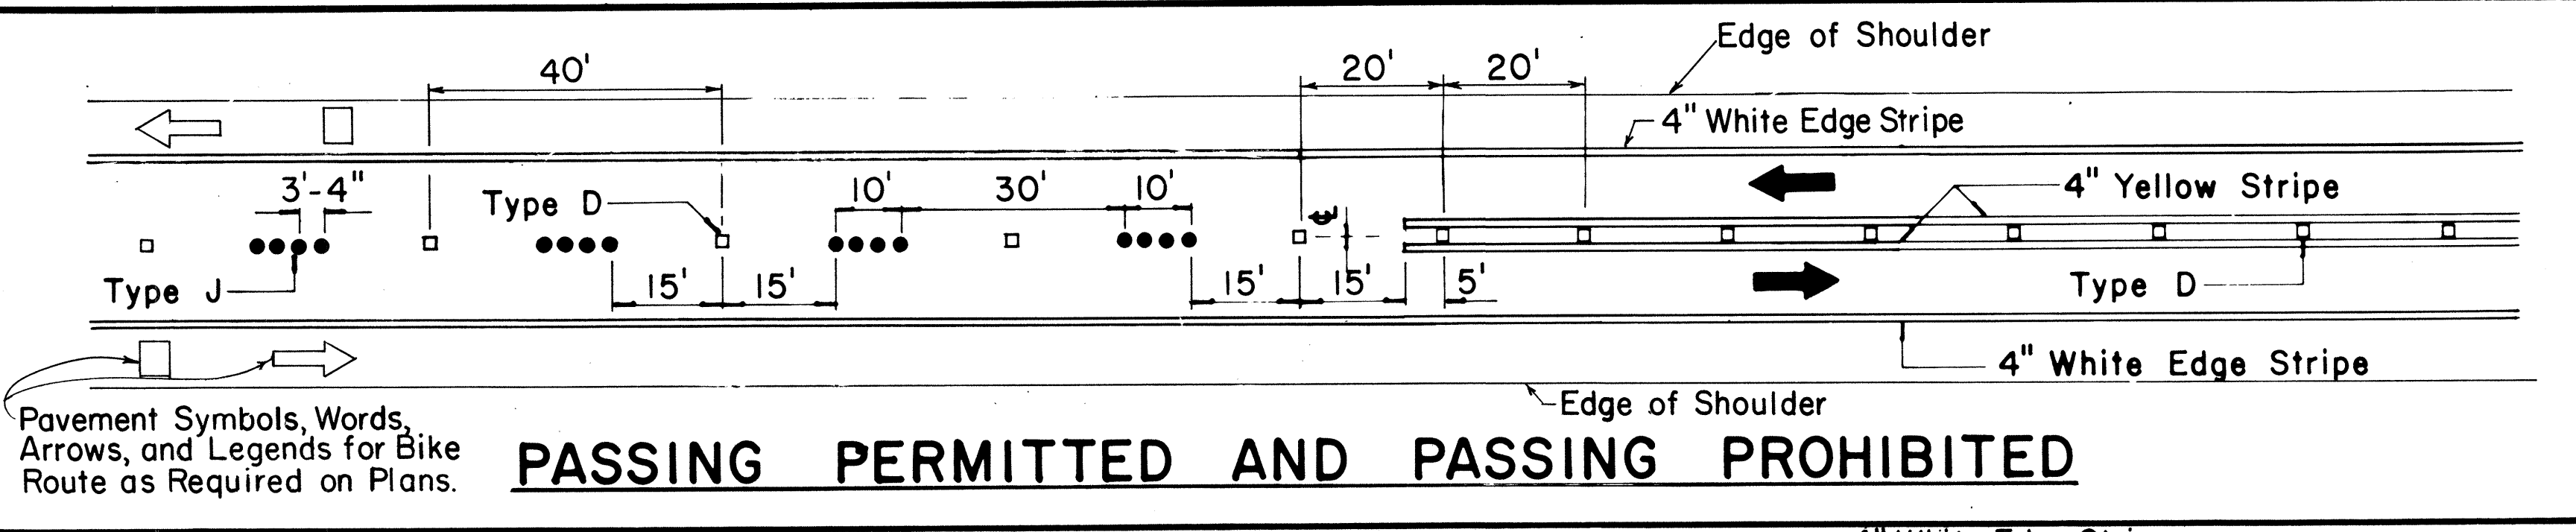 Edge of Shoulder
40'
20'
20'
4" White Edge Stripe
3'-4"
Type D
10'
30'
10'
4" Yellow Stripe
Type J
15'
15'
15'
15'
5'
Type D
4" White Edge Stripe
Edge of Shoulder
Pavement Symbols, Words,
Arrows, and Legends for Bike
Route as Required on Plans.
PASSING PERMITTED AND PASSING PROHIBITED